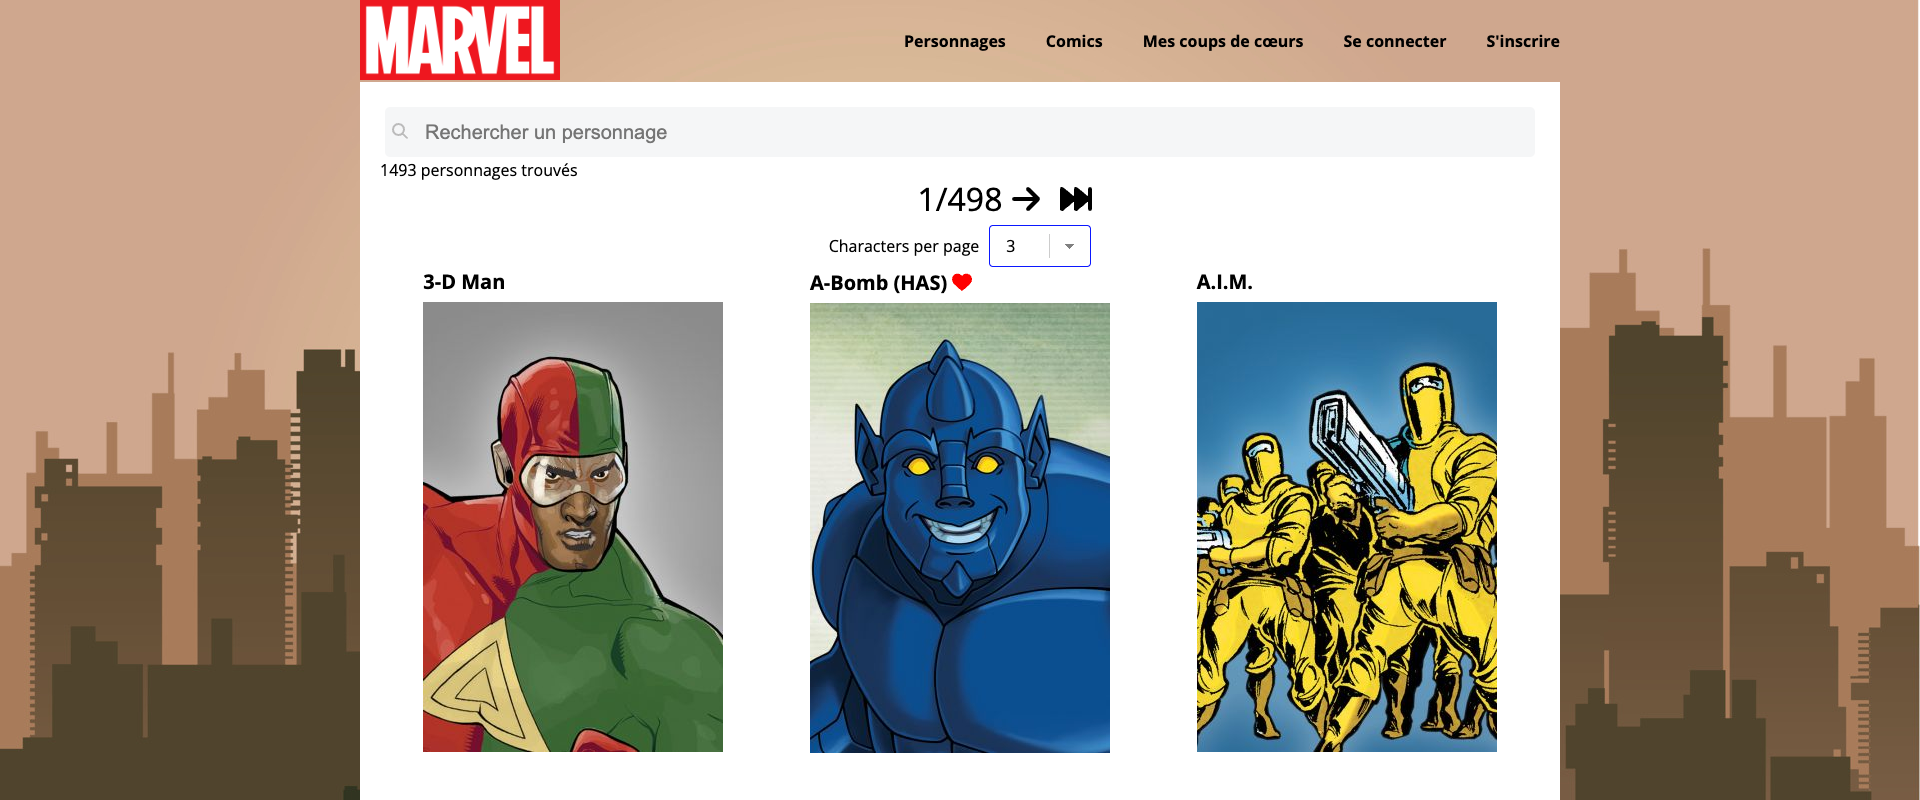 MARVEL
Personnages Comics Mes coups de cœurs Se connecter S'inscrire
Rechercher un personnage
1493 personnages trouvés
1/498
Characters per page 3
3-D Man
A-Bomb (HAS)
A.I.M.